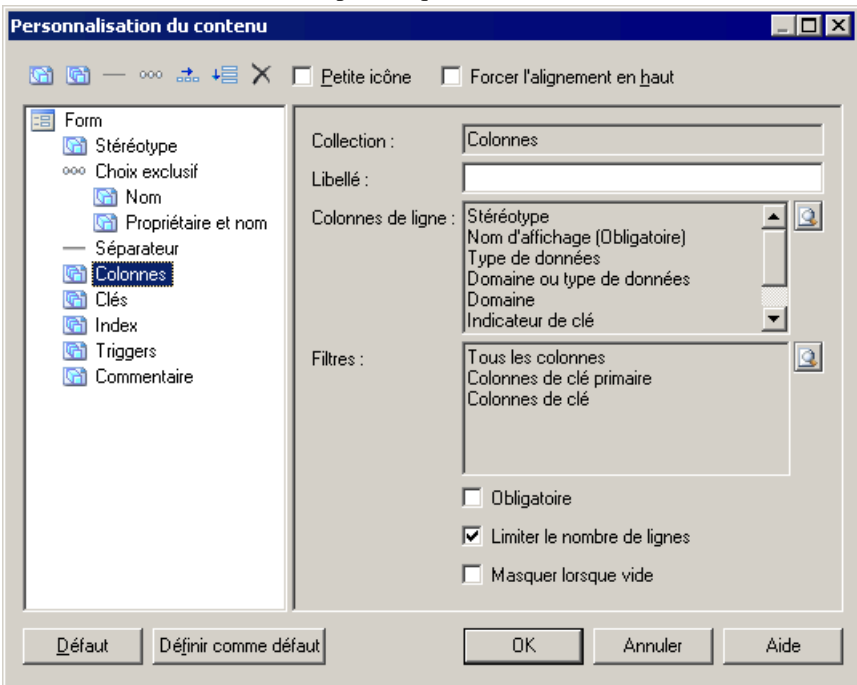 Personnalisation du contenu
Petite icône
Forcer l'alignement en haut
Form
Stéréotype
Choix exclusif
Nom
Propriétaire et nom
Séparateur
Colonnes
Clés
Index
Triggers
Commentaire
Collection :
Colonnes
Libellé :
Colonnes de ligne :
Stéréotype
Nom d'affichage (Obligatoire)
Type de données
Domaine ou type de données
Domaine
Indicateur de clé
Filtres :
Tous les colonnes
Colonnes de clé primaire
Colonnes de clé
Obligatoire
Limiter le nombre de lignes
Masquer lorsque vide
Défaut
Définir comme défaut
OK
Annuler
Aide